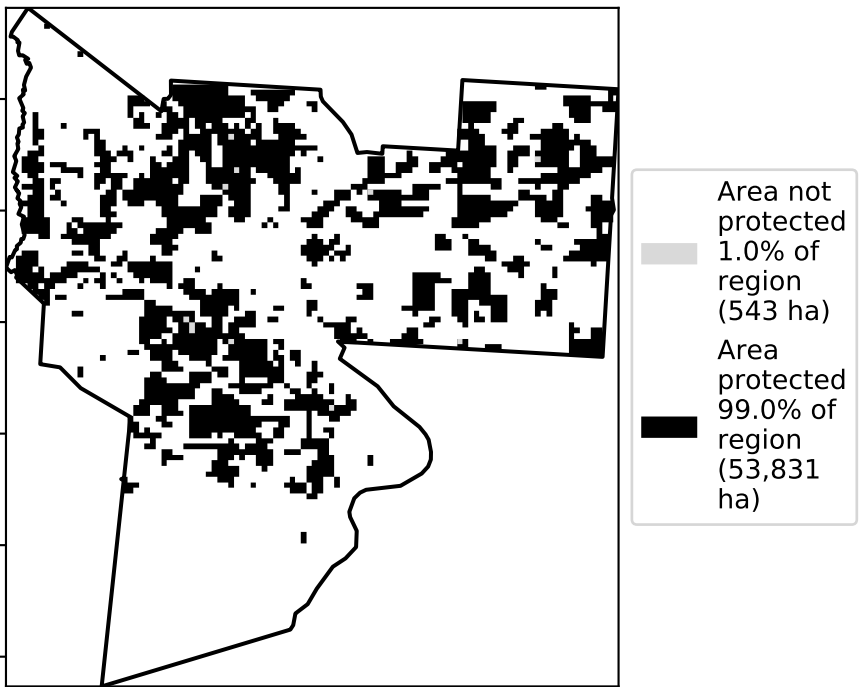 Area not
protected
1.0% of
region
(543 ha)
Area
protected
99.0% of
region
(53,831
ha)